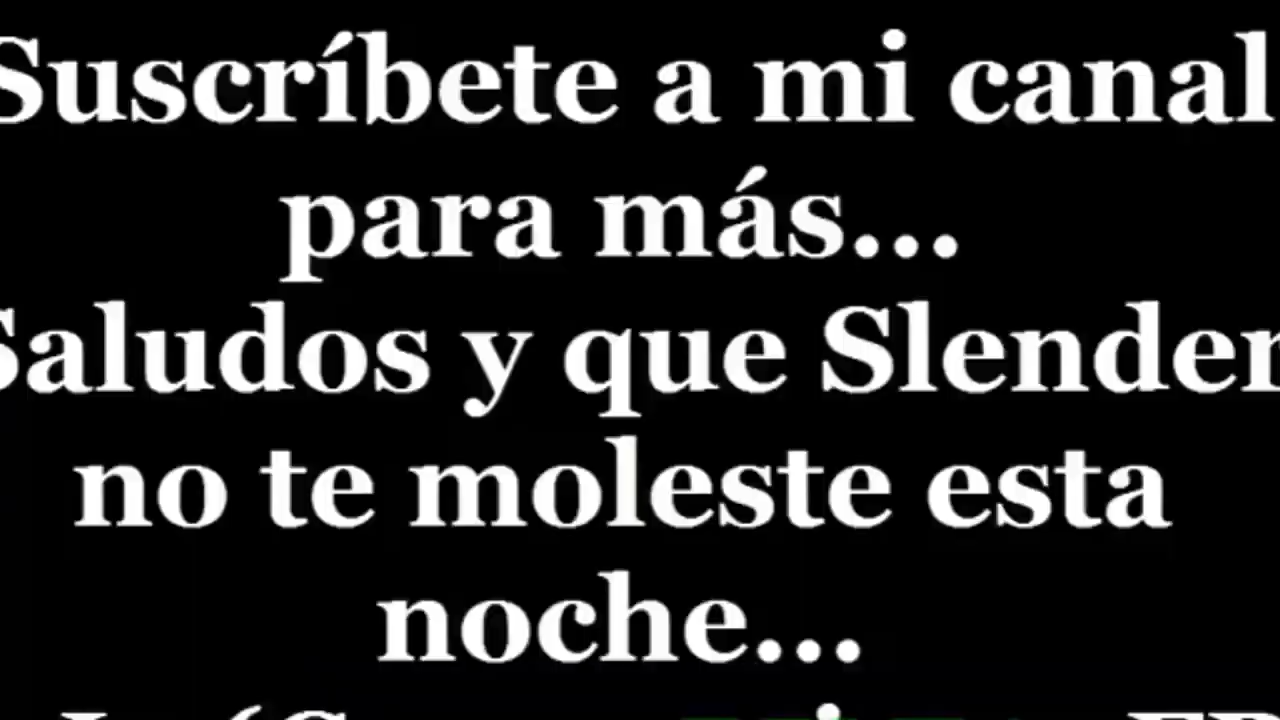 Suscríbete a mi canal
para más...
Saludos y que Slender
no te moleste esta
noche...